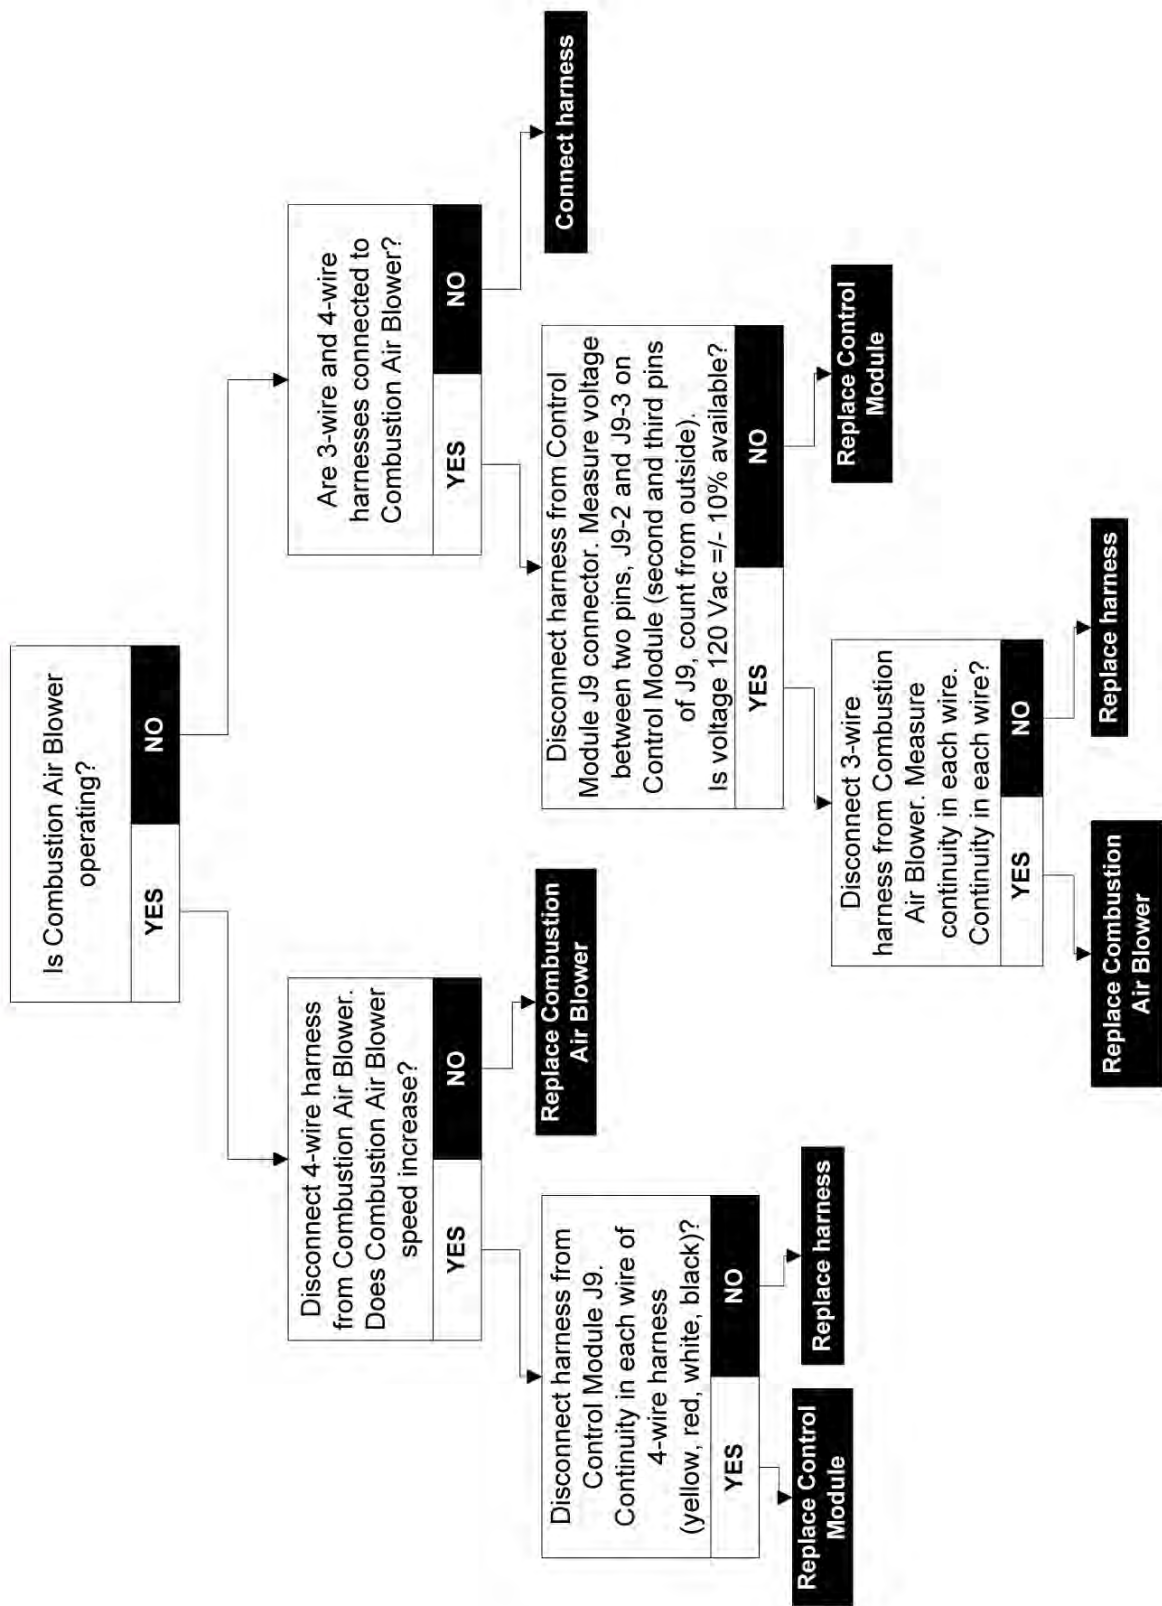 Is Combustion Air Blower
operating?
YES
NO
Disconnect 4-wire harness
from Combustion Air Blower.
Does Combustion Air Blower
speed increase?
YES
NO
Are 3-wire and 4-wire
harnesses connected to
Combustion Air Blower?
YES
NO
Disconnect harness from
Control Module J9.
Continuity in each wire of
4-wire harness
(yellow, red, white, black)?
YES
NO
Replace Combustion
Air Blower
Disconnect harness from Control
Module J9 connector. Measure voltage
between two pins, J9-2 and J9-3 on
Control Module (second and third pins
of J9, count from outside).
Is voltage 120 Vac =/- 10% available?
YES
NO
Connect harness
Replace Control
Module
Replace harness
Disconnect 3-wire
harness from Combustion
Air Blower. Measure
continuity in each wire.
Continuity in each wire?
YES
NO
Replace Control
Module
Replace Combustion
Air Blower
Replace harness